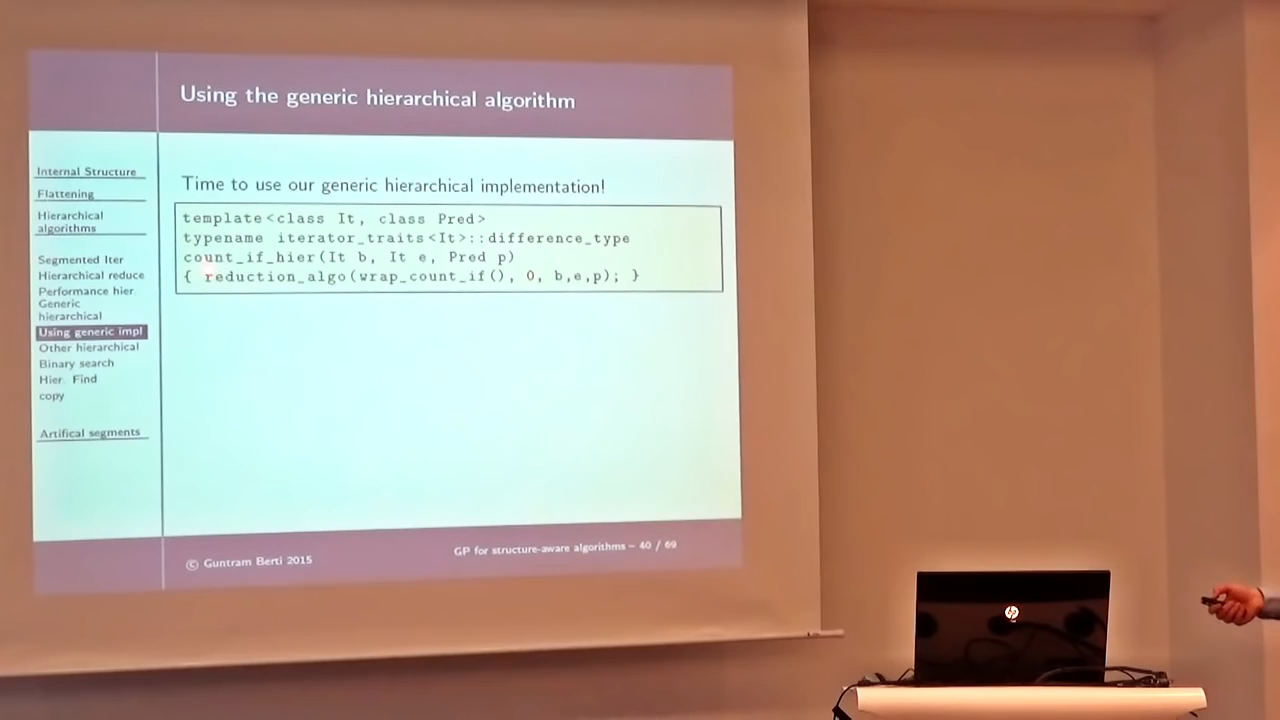 Using the generic hierarchical algorithm
Internal Structure
Flattening
Hierarchical
algorithms
Segmented Iter
Hierarchical reduce
Performance hier.
Generic
hierarchical
Using generic impl
Other hierarchical
Binary search
Hier. Find
copy
Artifical segments
Time to use our generic hierarchical implementation!
template<class It, class Pred>
typename iterator_traits<It>::difference_type
count_if_hier(It b, It e, Pred p)
{ reduction_algo(wrap_count_if(), 0, b,e,p); }
© Guntram Berti 2015
GP for structure-aware algorithms – 40 / 69
hp